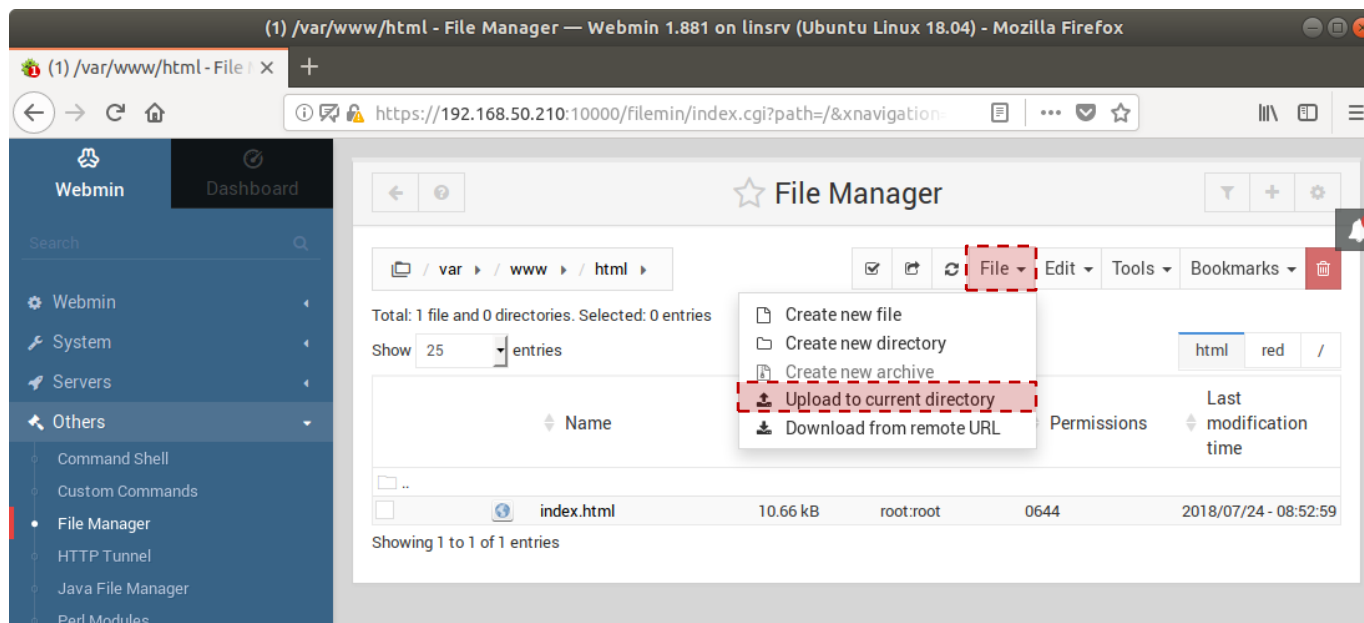 (1) /var/www/html - File Manager — Webmin 1.881 on linsrv (Ubuntu Linux 18.04) - Mozilla Firefox
(1) /var/www/html - File
https://192.168.50.210:10000/filemin/index.cgi?path=/&xnavigation=
Webmin
Dashboard
Search
Webmin
System
Servers
Others
Command Shell
Custom Commands
File Manager
HTTP Tunnel
Java File Manager
Perl Modules
File Manager
/ var / www / html
File Edit Tools Bookmarks
Create new file
Create new directory
Create new archive
Upload to current directory
Download from remote URL
Total: 1 file and 0 directories. Selected: 0 entries
Show 25 entries
html red /
Name Permissions Last modification time
..
index.html 10.66 kB root:root 0644 2018/07/24 - 08:52:59
Showing 1 to 1 of 1 entries